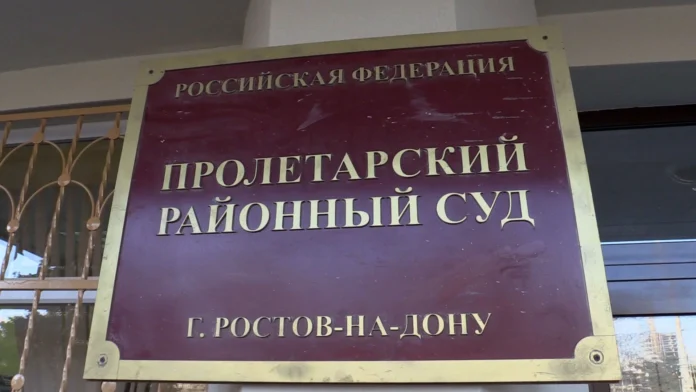 РОССИЙСКАЯ ФЕДЕРАЦИЯ
ПРОЛЕТАРСКИЙ
РАЙОННЫЙ СУД
Г. РОСТОВ-НА-ДОНУ